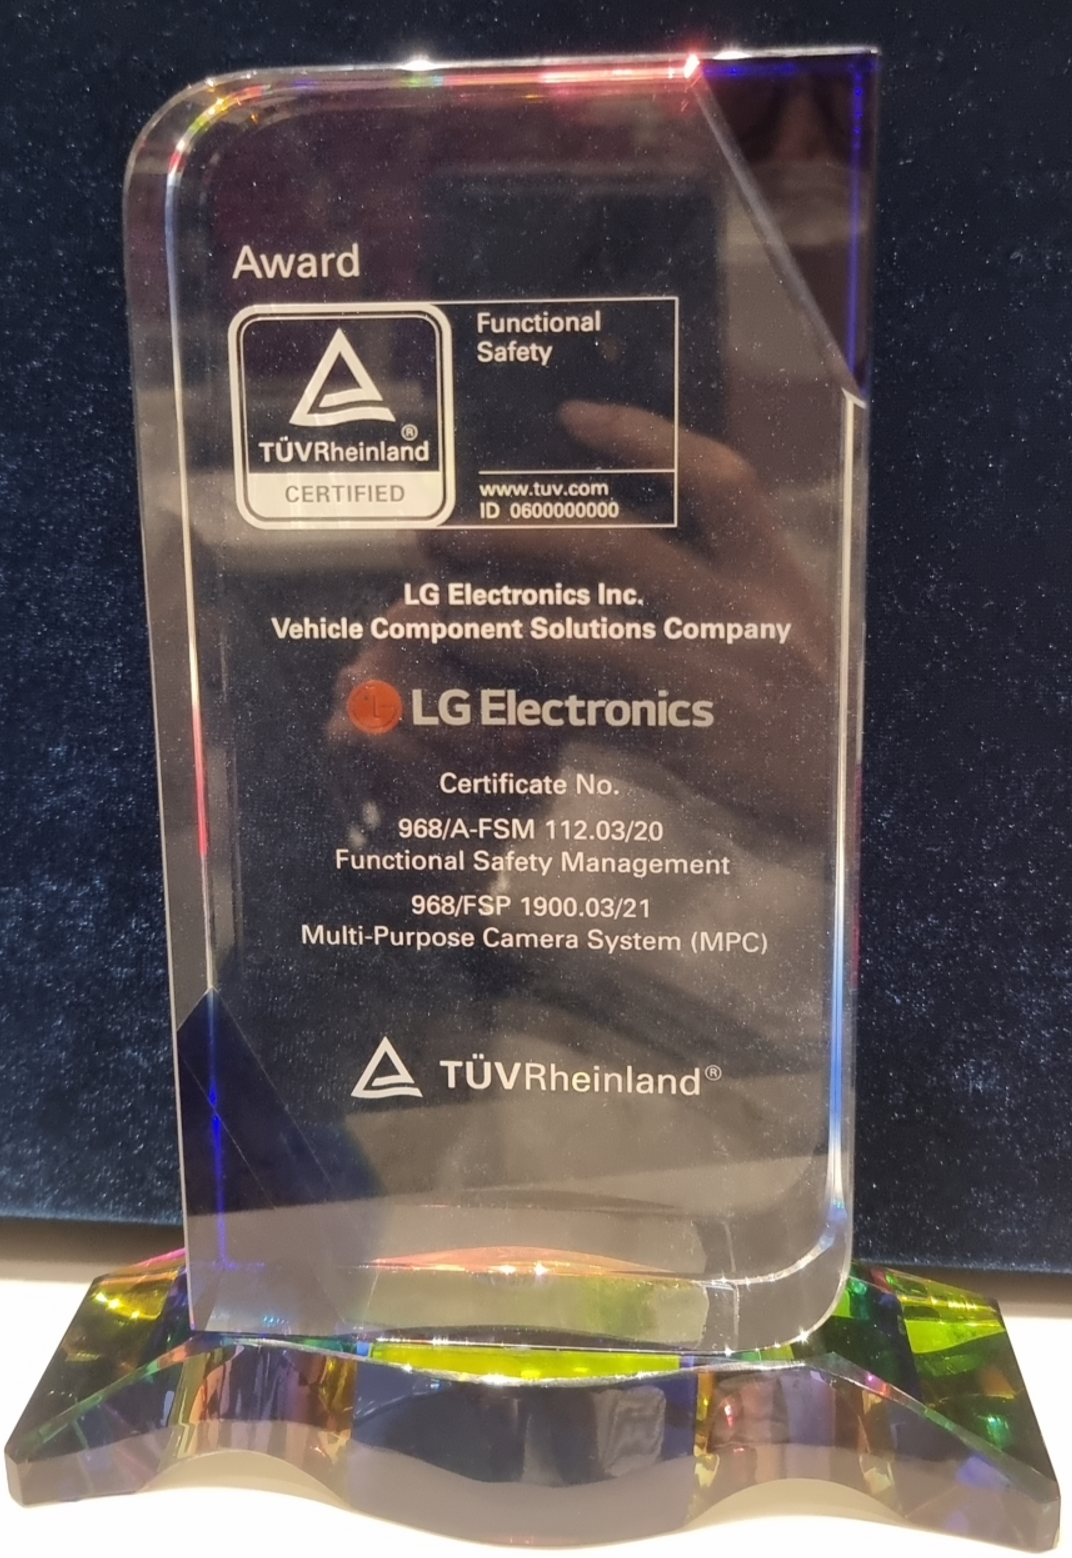 Award
TÜVRheinland®
CERTIFIED
Functional
Safety
www.tuv.com
ID 0600000000
LG Electronics Inc.
Vehicle Component Solutions Company
LG Electronics
Certificate No.
968/A-FSM 112.03/20
Functional Safety Management
968/FSP 1900.03/21
Multi-Purpose Camera System (MPC)
TÜVRheinland®